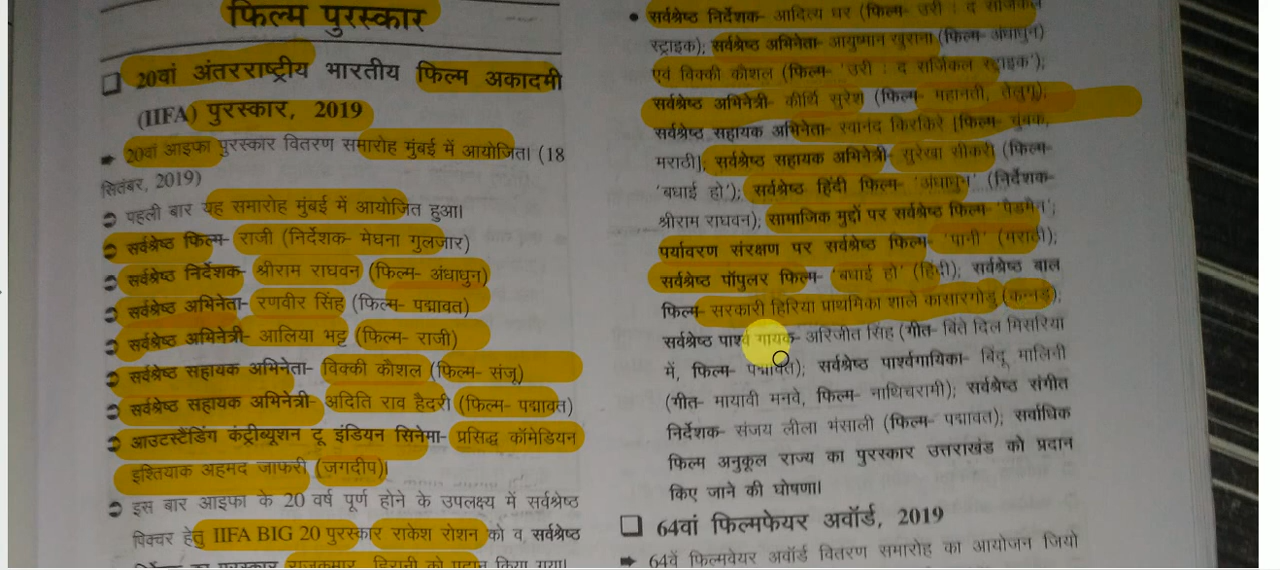 फिल्म पुरस्कार
20वां अंतरराष्ट्रीय भारतीय फिल्म अकादमी
(IIFA) पुरस्कार, 2019
20वां आइफा पुरस्कार वितरण समारोह मुंबई में आयोजित। (18
सितंबर, 2019)
पहली बार यह समारोह मुंबई में आयोजित हुआ।
सर्वश्रेष्ठ फिल्म- राजी (निर्देशक- मेघना गुलजार)
सर्वश्रेष्ठ निर्देशक- श्रीराम राघवन (फिल्म- अंधाधुन)
सर्वश्रेष्ठ अभिनेता- रणवीर सिंह (फिल्म- पद्मावत)
सर्वश्रेष्ठ अभिनेत्री- आलिया भट्ट (फिल्म- राजी)
सर्वश्रेष्ठ सहायक अभिनेता- विक्की कौशल (फिल्म- संजू)
सर्वश्रेष्ठ सहायक अभिनेत्री- अदिति राव हैदरी (फिल्म- पद्मावत)
आउटस्टैंडिंग कंट्रीब्यूशन टू इंडियन सिनेमा- प्रसिद्ध कॉमेडियन
इश्तियाक अहमद जाफरी (जगदीप)।
इस बार आइफा के 20 वर्ष पूर्ण होने के उपलक्ष्य में सर्वश्रेष्ठ
पिक्चर हेतु IIFA BIG 20 पुरस्कार राकेश रोशन को व सर्वश्रेष्ठ
का पुरस्कार राजकुमार हिरानी को प्रदान किया गया।
सर्वश्रेष्ठ निर्देशक- आदित्य धर (फिल्म- उरी : द सर्जिकल
स्ट्राइक); सर्वश्रेष्ठ अभिनेता- आयुष्मान खुराना (फिल्म- अंधाधुन)
एवं विक्की कौशल (फिल्म- 'उरी : द सर्जिकल स्ट्राइक');
सर्वश्रेष्ठ अभिनेत्री- कीर्थि सुरेश (फिल्म- महानती, तेलुगू);
सर्वश्रेष्ठ सहायक अभिनेता- स्वानंद किरकिरे [फिल्म- चुंबक,
मराठी]; सर्वश्रेष्ठ सहायक अभिनेत्री- सुरेखा सीकरी (फिल्म-
'बधाई हो'); सर्वश्रेष्ठ हिंदी फिल्म- 'अंधाधुन' (निर्देशक-
श्रीराम राघवन); सामाजिक मुद्दों पर सर्वश्रेष्ठ फिल्म- 'पैडमैन';
पर्यावरण संरक्षण पर सर्वश्रेष्ठ फिल्म- 'पानी' (मराठी);
सर्वश्रेष्ठ पॉपुलर फिल्म- 'बधाई हो' (हिंदी); सर्वश्रेष्ठ बाल
फिल्म- सरकारी हिरिया प्राथमिका शाले कासारगोडु (कन्नड़);
सर्वश्रेष्ठ पार्श्व गायक- अरिजीत सिंह (गीत- बिंते दिल मिसरिया
में, फिल्म- पद्मावत); सर्वश्रेष्ठ पार्श्वगायिका- बिंदू मालिनी
(गीत- मायावी मनवे, फिल्म- नाथिचरामी); सर्वश्रेष्ठ संगीत
निर्देशक- संजय लीला भंसाली (फिल्म- पद्मावत); सर्वाधिक
फिल्म अनुकूल राज्य का पुरस्कार उत्तराखंड को प्रदान
किए जाने की घोषणा।
64वां फिल्मफेयर अवॉर्ड, 2019
64वें फिल्मवेयर अवॉर्ड वितरण समारोह का आयोजन जियो